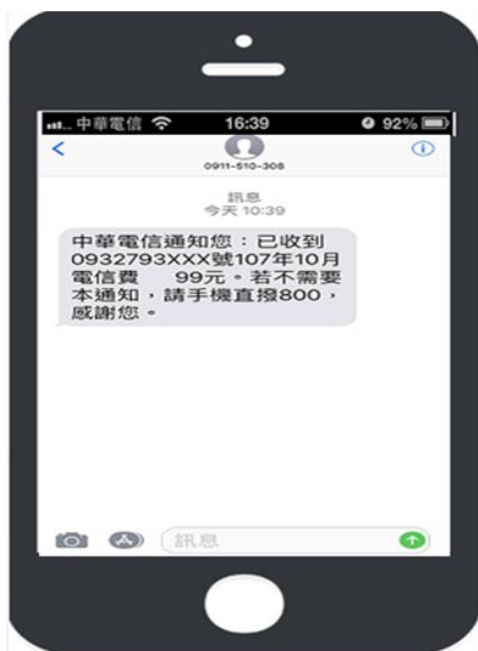 中華電信
16:39
92%
0911-510-308
訊息
今天 10:39
中華電信通知您：已收到
0932793XXX號107年10月
電信費 99元。若不需要
本通知，請手機直撥800，
感謝您。
訊息